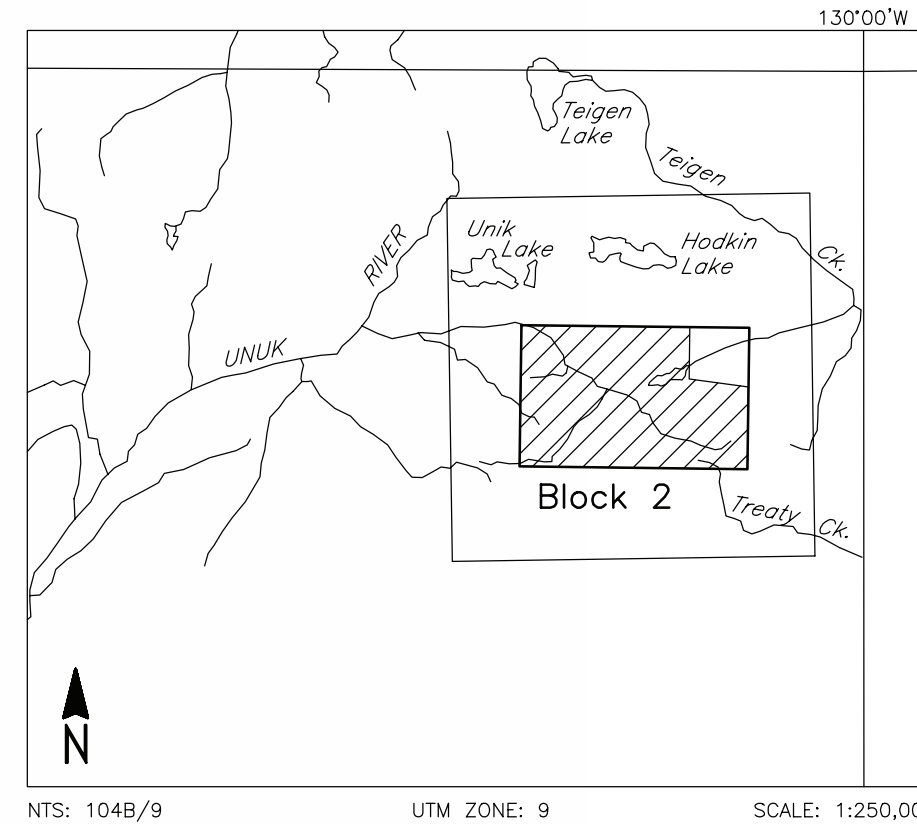 130°00'W
Teigen
Lake
Teigen
Ck.
Unik
Lake
Hodkin
Lake
RIVER
UNUK
Block 2
Treaty Ck.
N
NTS: 104B/9
UTM ZONE: 9
SCALE: 1:250,00